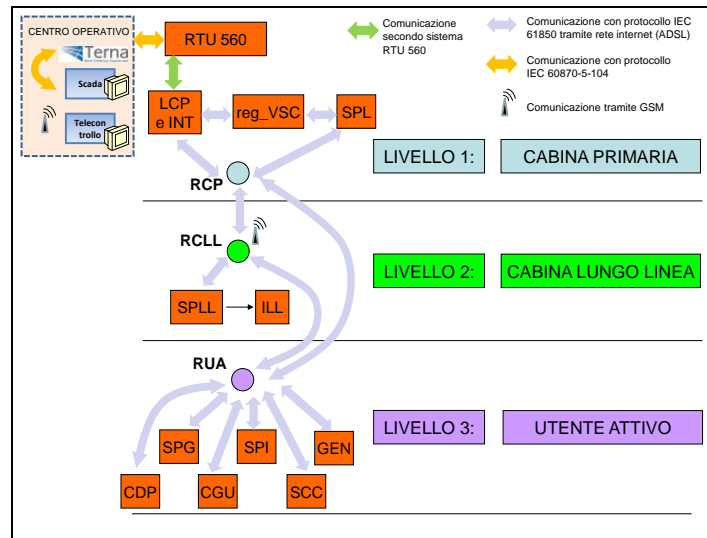 CENTRO OPERATIVO
Terna
Scada
Telecon
trollo
RTU 560
Comunicazione
secondo sistema
RTU 560
Comunicazione con protocollo IEC
61850 tramite rete internet (ADSL)
Comunicazione con protocollo
IEC 60870-5-104
Comunicazione tramite GSM
LCP
e INT
reg_VSC
SPL
LIVELLO 1:
CABINA PRIMARIA
RCP
RCLL
LIVELLO 2:
CABINA LUNGO LINEA
SPLL
ILL
RUA
LIVELLO 3:
UTENTE ATTIVO
SPG
SPI
GEN
CDP
CGU
SCC